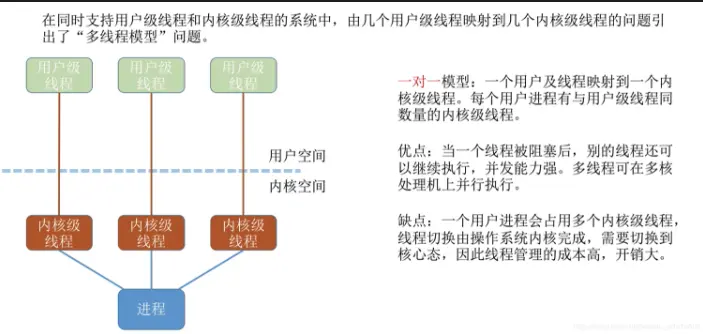 在同时支持用户级线程和内核级线程的系统中，由几个用户级线程映射到几个内核级线程的问题引
出了“多线程模型”问题。
用户级
线程
用户级
线程
用户级
线程
用户空间
内核空间
内核级
线程
内核级
线程
内核级
线程
进程
一对一模型：一个用户及线程映射到一个内
核级线程。每个用户进程有与用户级线程同
数量的内核级线程。
优点：当一个线程被阻塞后，别的线程还可
以继续执行，并发能力强。多线程可在多核
处理机上并行执行。
缺点：一个用户进程会占用多个内核级线程，
线程切换由操作系统内核完成，需要切换到
核心态，因此线程管理的成本高，开销大。